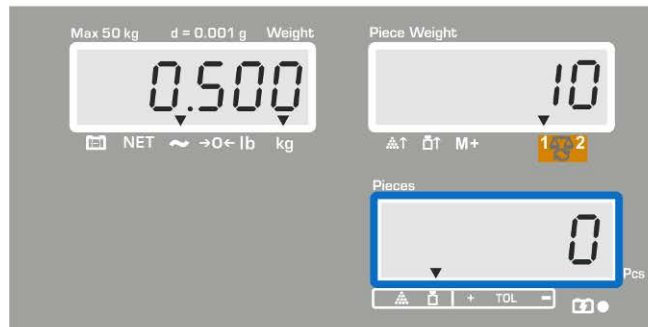 Max 50 kg d = 0.001 g Weight
0.500
NET →0← lb kg
Piece Weight
10
M+ 1 2
Pieces
0
Pcs
+ TOL -